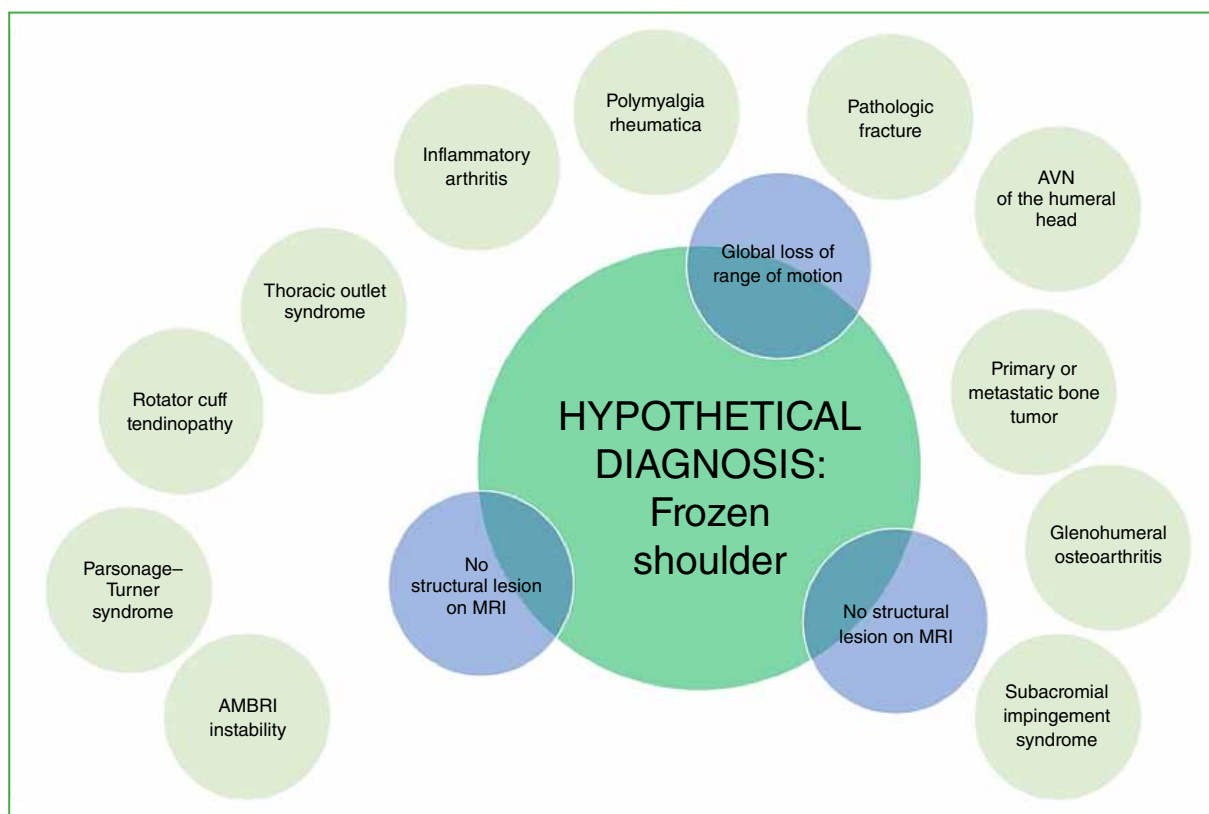 Polymyalgia
rheumatica
Pathologic
fracture
Inflammatory
arthritis
AVN
of the humeral
head
Global loss of
range of motion
Thoracic outlet
syndrome
Primary or
metastatic bone
tumor
Rotator cuff
tendinopathy
HYPOTHETICAL
DIAGNOSIS:
Frozen
shoulder
Glenohumeral
osteoarthritis
No
structural lesion
on MRI
Parsonage–
Turner
syndrome
No structural
lesion on MRI
AMBRI
instability
Subacromial
impingement
syndrome